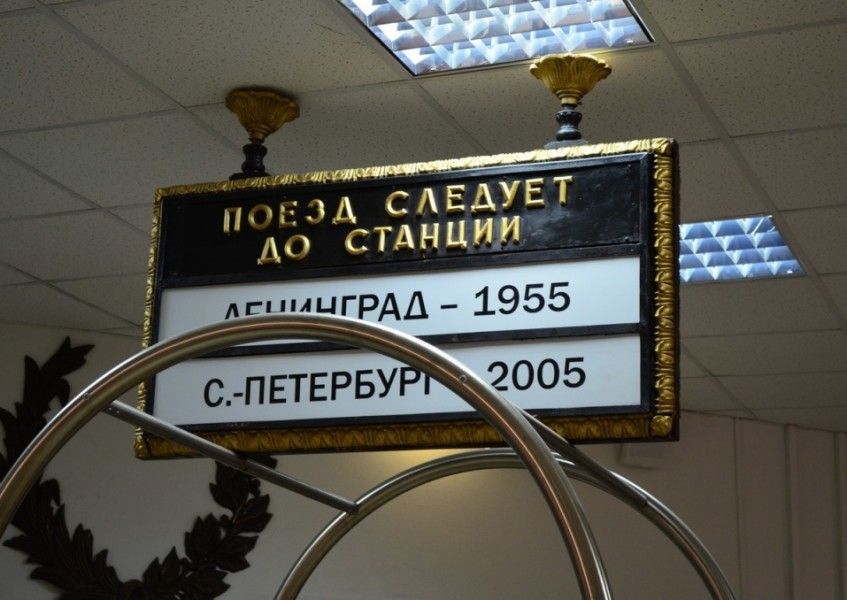 ПОЕЗД СЛЕДУЕТ
ДО СТАНЦИИ
ЛЕНИНГРАД – 1955
С.-ПЕТЕРБУРГ – 2005